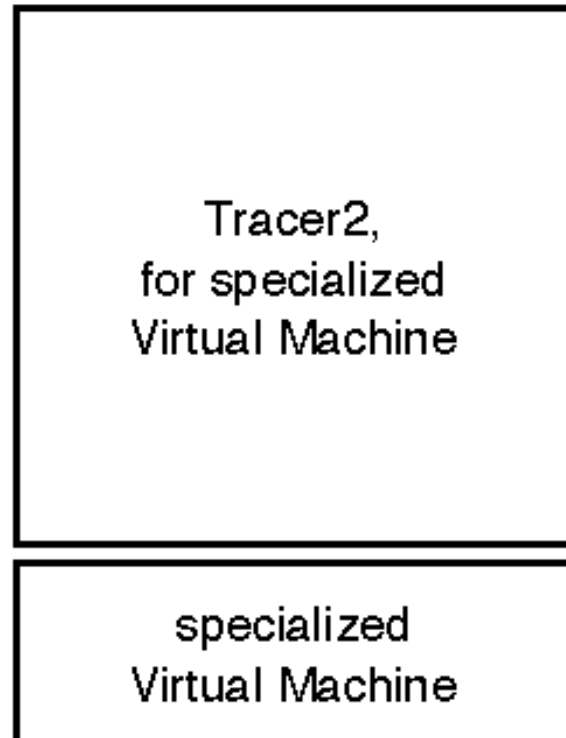 Tracer2,
for specialized
Virtual Machine
specialized
Virtual Machine